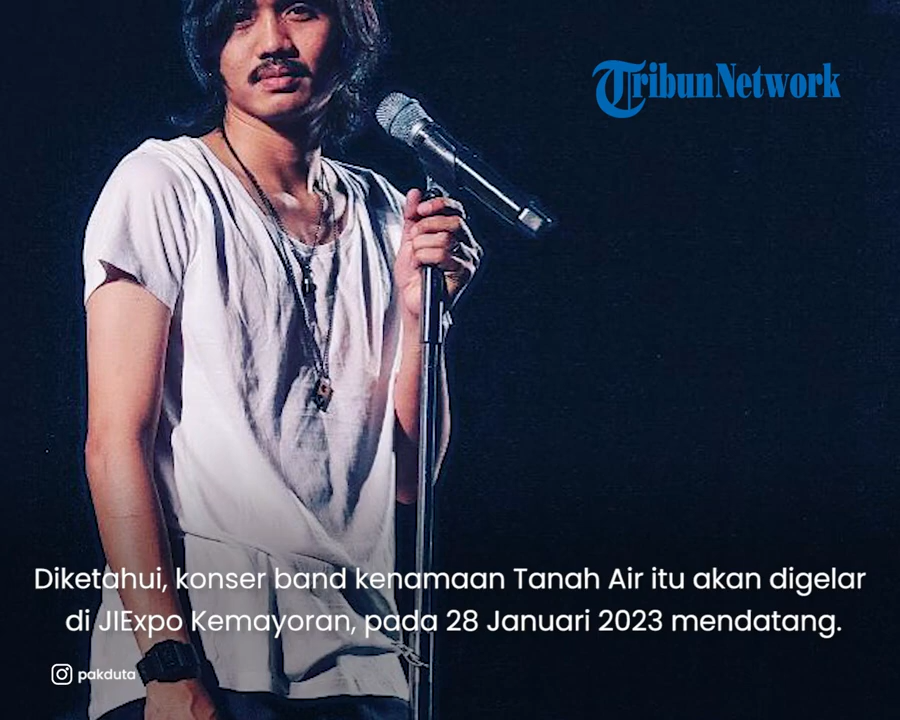 TribunNetwork
Diketahui, konser band kenamaan Tanah Air itu akan digelar
di JIExpo Kemayoran, pada 28 Januari 2023 mendatang.
pakduta